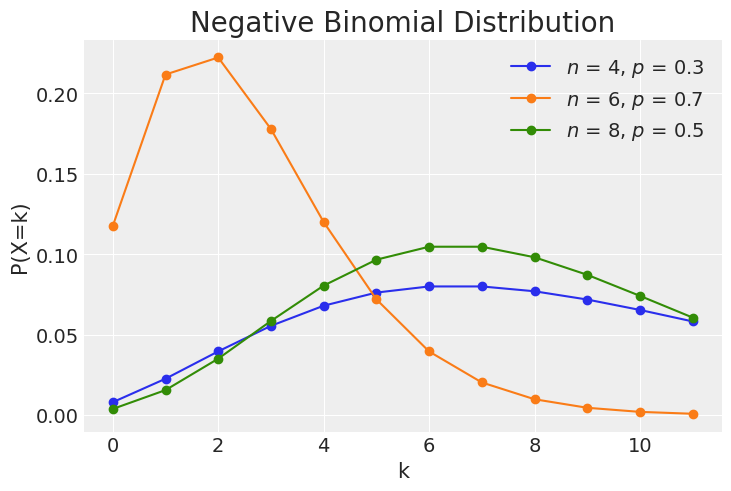 Negative Binomial Distribution
n = 4, p = 0.3
n = 6, p = 0.7
n = 8, p = 0.5
P(X=k)
0.20
0.15
0.10
0.05
0.00
0 2 4 6 8 10
k